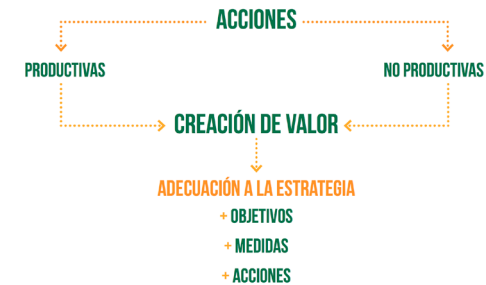 ACCIONES
PRODUCTIVAS
NO PRODUCTIVAS
CREACIÓN DE VALOR
ADECUACIÓN A LA ESTRATEGIA
+ OBJETIVOS
+ MEDIDAS
+ ACCIONES